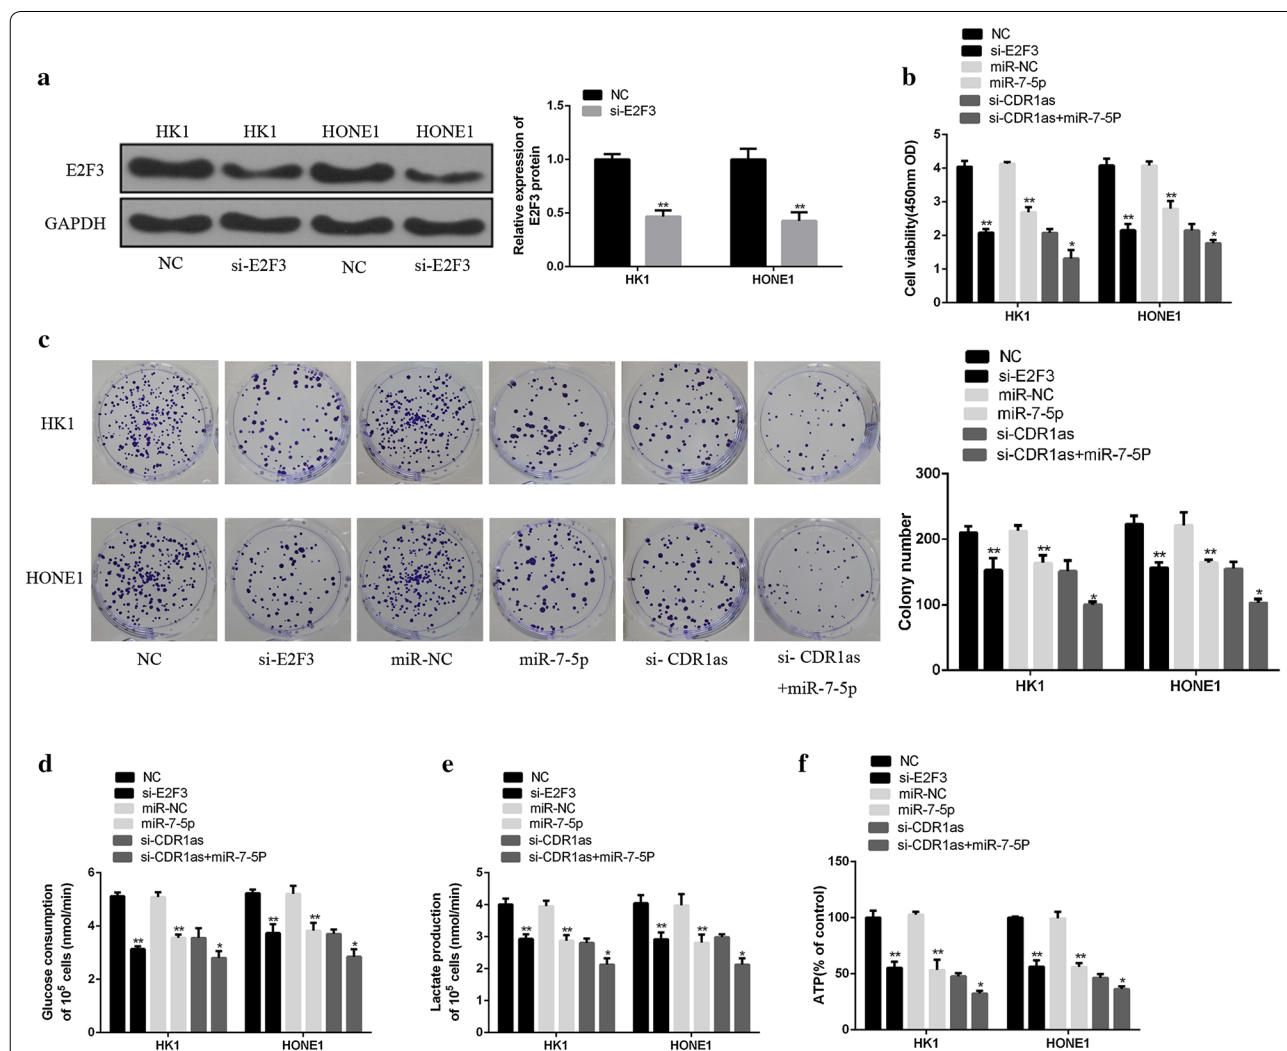 a
HK1 HK1 HONE1 HONE1
E2F3
GAPDH
NC si-E2F3 NC si-E2F3
NC
si-E2F3
Relative expression of
E2F3 protein
1.5
1.0
0.5
0.0
** **
HK1 HONE1
b
NC
si-E2F3
miR-NC
miR-7-5p
si-CDR1as
si-CDR1as+miR-7-5P
Cell viability(450nm OD)
5
4
3
2
1
0
** ** * ** ** *
HK1 HONE1
c
HK1
HONE1
NC si-E2F3 miR-NC miR-7-5p si- CDR1as si- CDR1as
+miR-7-5p
NC
si-E2F3
miR-NC
miR-7-5p
si-CDR1as
si-CDR1as+miR-7-5P
Colony number
300
200
100
0
** ** * ** ** *
HK1 HONE1
d
NC
si-E2F3
miR-NC
miR-7-5p
si-CDR1as
si-CDR1as+miR-7-5P
Glucose consumption
of 10⁵ cells (nmol/min)
6
4
2
0
** ** * ** ** *
HK1 HONE1
e
NC
si-E2F3
miR-NC
miR-7-5p
si-CDR1as
si-CDR1as+miR-7-5P
Lactate production
of 10⁵ cells (nmol/min)
5
4
3
2
1
0
** ** * ** ** *
HK1 HONE1
f
NC
si-E2F3
miR-NC
miR-7-5p
si-CDR1as
si-CDR1as+miR-7-5P
ATP(% of control)
150
100
50
0
** ** * ** ** *
HK1 HONE1